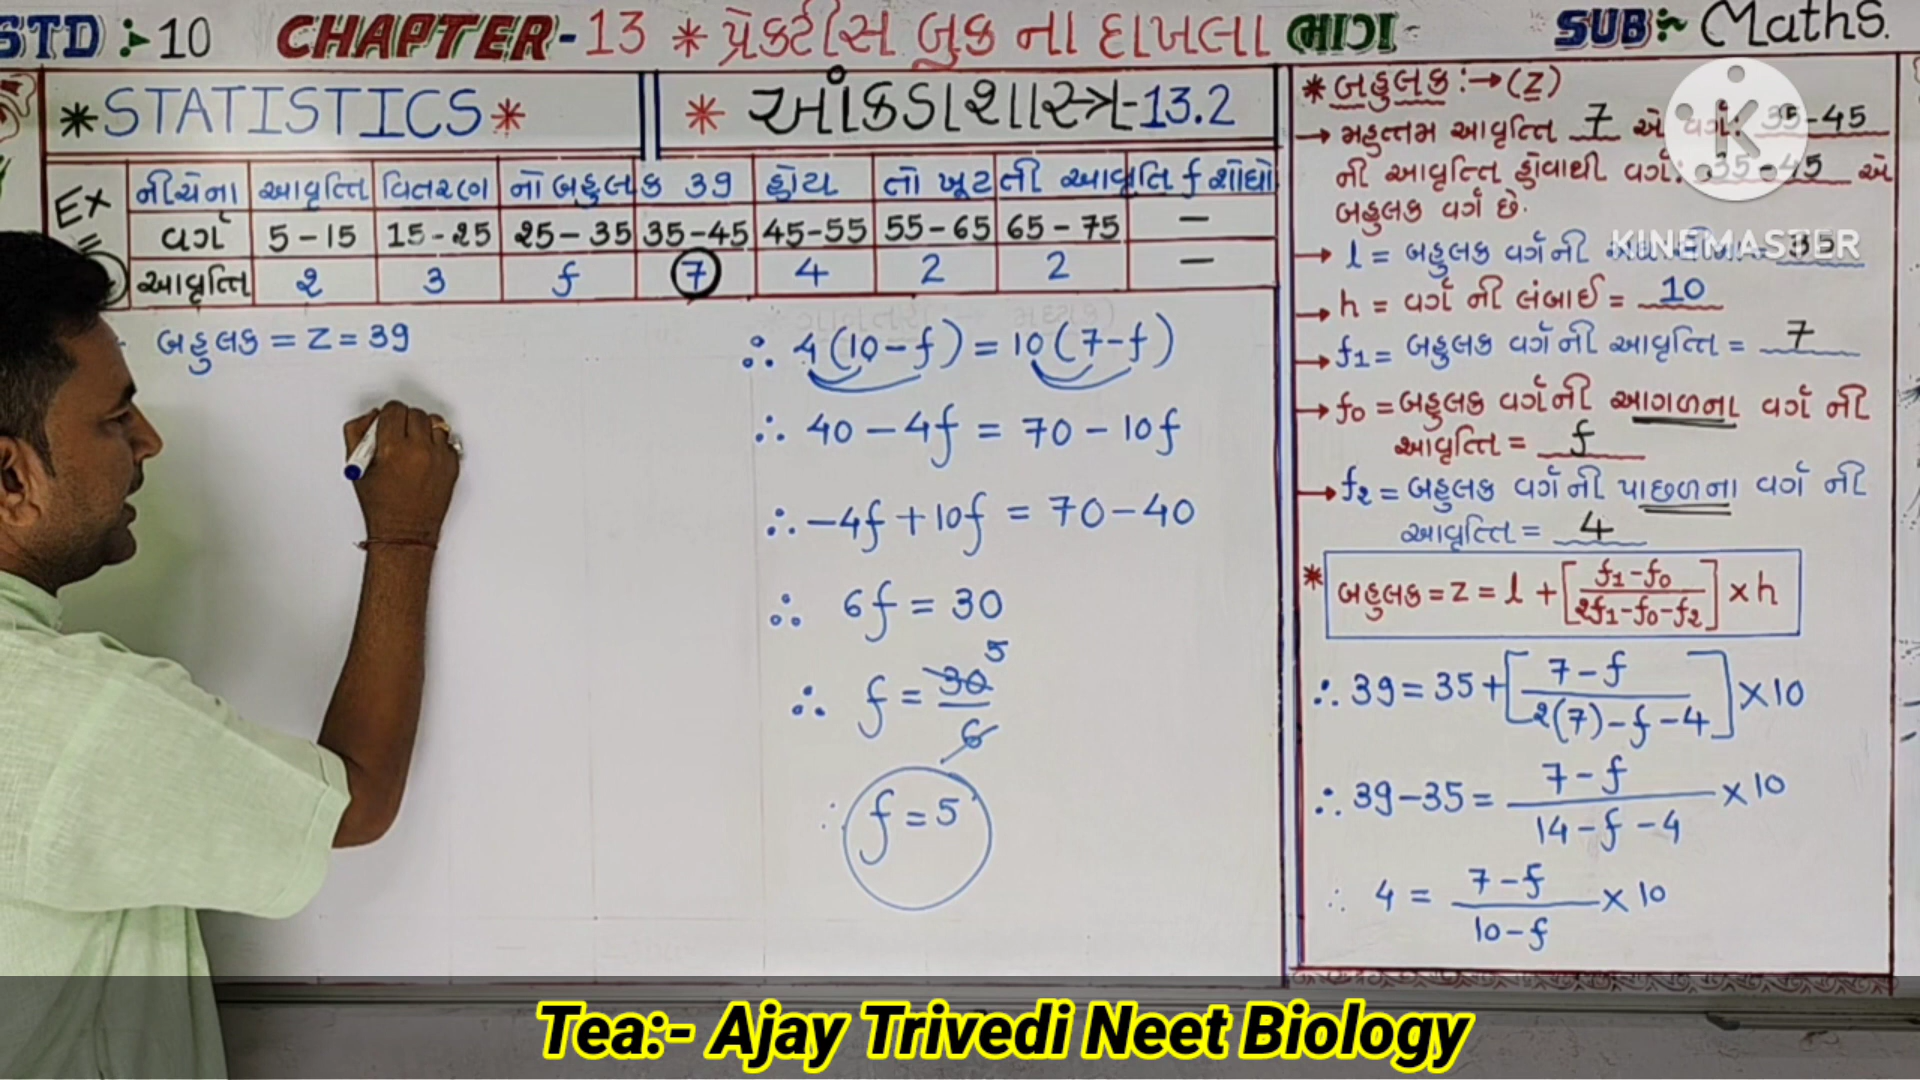 STD :- 10 CHAPTER - 13 * પ્રેક્ટીસ બુક ના દાખલા ભાગ - SUB :- Maths.
* STATISTICS *
* આંકડાશાસ્ત્ર - 13.2
Ex નીચેના આવૃત્તિ વિતરણ નો બહુલક 39 હોય તો ખૂટતી આવૃતિ f શોધો
વર્ગ 5-15 15-25 25-35 35-45 45-55 55-65 65-75 —
આવૃત્તિ 2 3 f 7 4 2 2 —
બહુલક = Z = 39
∴ 4(10-f) = 10(7-f)
∴ 40 - 4f = 70 - 10f
∴ -4f + 10f = 70 - 40
∴ 6f = 30
5
∴ f = 30/6
∴ f = 5
* બહુલક :→ (Z)
→ મહત્તમ આવૃત્તિ 7 એ વર્ગ: 35-45
ની આવૃત્તિ હોવાથી વર્ગ: 35-45 એ
બહુલક વર્ગ છે.
→ l = બહુલક વર્ગની = 35
→ h = વર્ગ ની લંબાઈ = 10
→ f1 = બહુલક વર્ગની આવૃત્તિ = 7
→ f0 = બહુલક વર્ગની આગળના વર્ગ ની
આવૃત્તિ = f
→ f2 = બહુલક વર્ગ ની પાછળના વર્ગ ની
આવૃત્તિ = 4
* બહુલક = Z = l + [f1-f0 / 2f1-f0-f2] × h
∴ 39 = 35 + [7-f / 2(7)-f-4] × 10
∴ 39-35 = 7-f / 14-f-4 × 10
∴ 4 = 7-f / 10-f × 10
K
KINEMASTER
Tea:- Ajay Trivedi Neet Biology